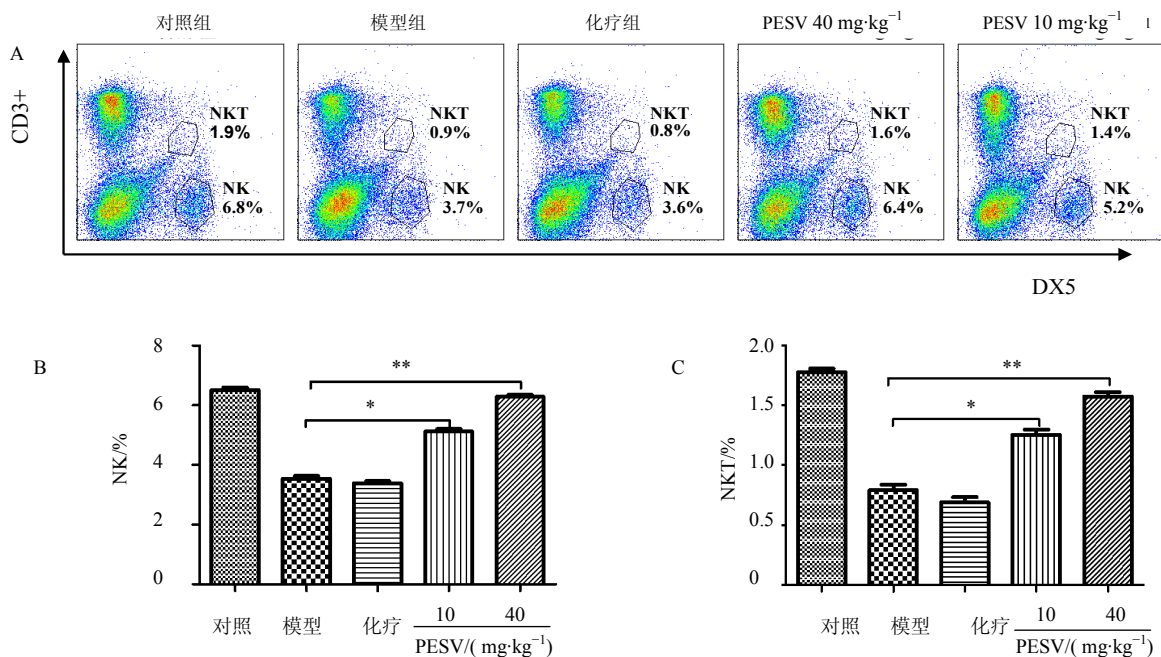 对照组 模型组 化疗组 PESV 40 mg·kg⁻¹ PESV 10 mg·kg⁻¹
A
CD3+
NKT
1.9%
NK
6.8%
NKT
0.9%
NK
3.7%
NKT
0.8%
NK
3.6%
NKT
1.6%
NK
6.4%
NKT
1.4%
NK
5.2%
DX5
B
NK/%
8
6
4
2
0
**
*
对照 模型 化疗 10 40
PESV/( mg·kg⁻¹)
C
NKT/%
2.0
1.5
1.0
0.5
0
**
*
对照 模型 化疗 10 40
PESV/( mg·kg⁻¹)